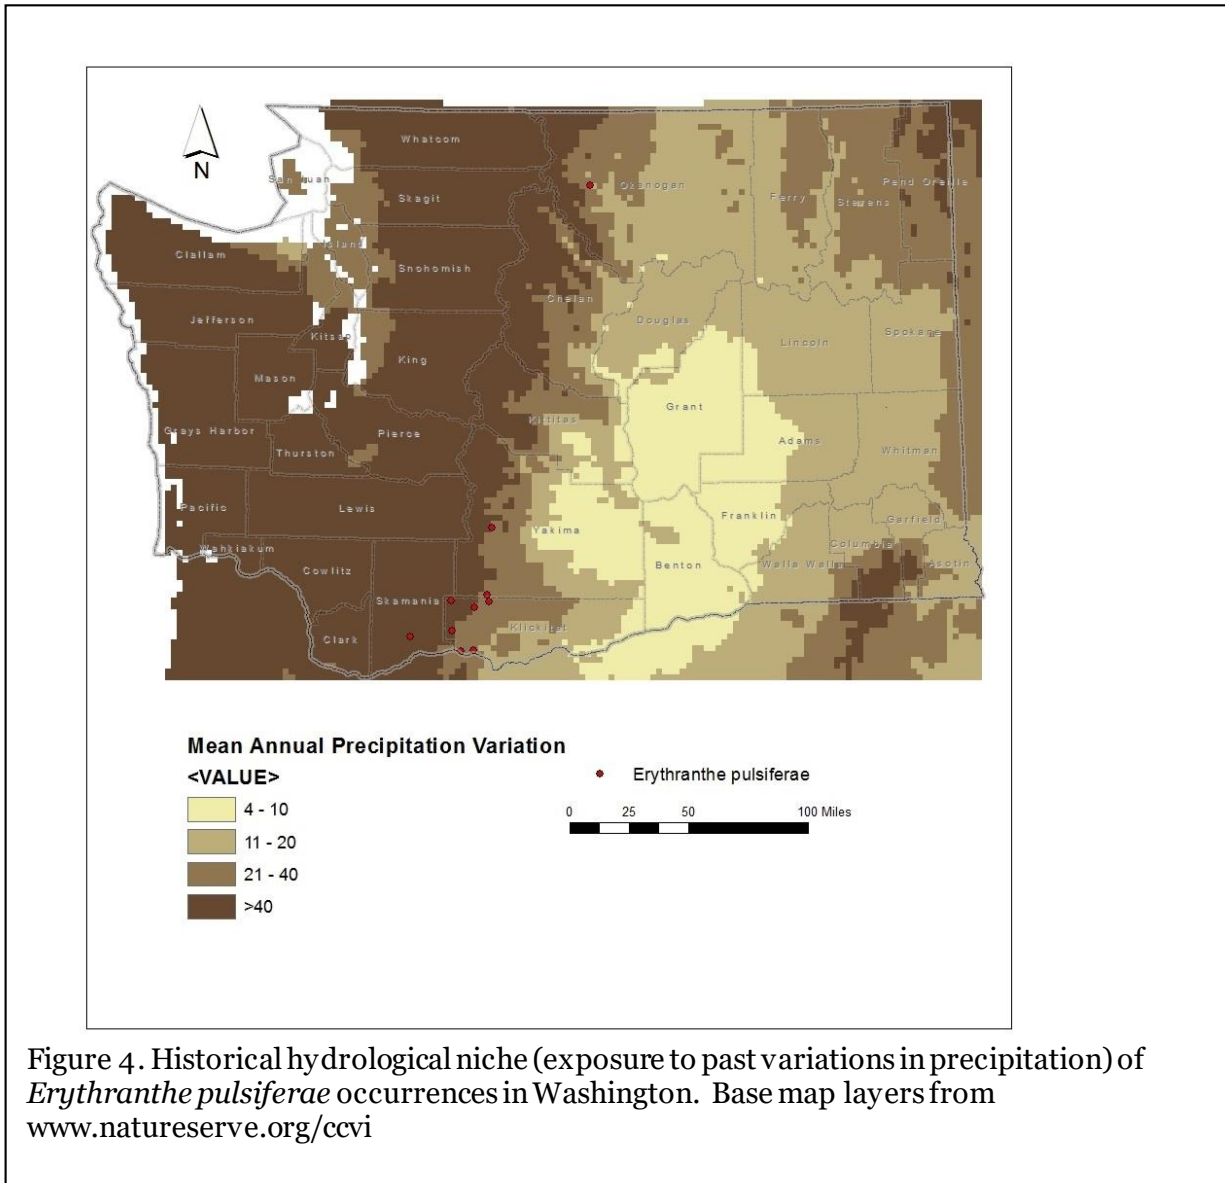 N
Whatcom
San Juan
Okanogan
Pend Oreille
Skagit
Ferry
Stevens
Island
Clallam
Snohomish
Chelan
Jefferson
Douglas
Spokane
Kitsap
Lincoln
King
Mason
Grant
Kittitas
Grays Harbor
Pierce
Adams
Thurston
Whitman
Pacific
Lewis
Franklin
Garfield
Yakima
Wahkiakum
Columbia
Cowlitz
Benton
Walla Walla
Asotin
Skamania
Klickitat
Clark
Mean Annual Precipitation Variation
<VALUE>
4 - 10
11 - 20
21 - 40
>40
Erythranthe pulsiferae
0 25 50 100 Miles
Figure 4. Historical hydrological niche (exposure to past variations in precipitation) of
Erythranthe pulsiferae occurrences in Washington. Base map layers from
www.natureserve.org/ccvi